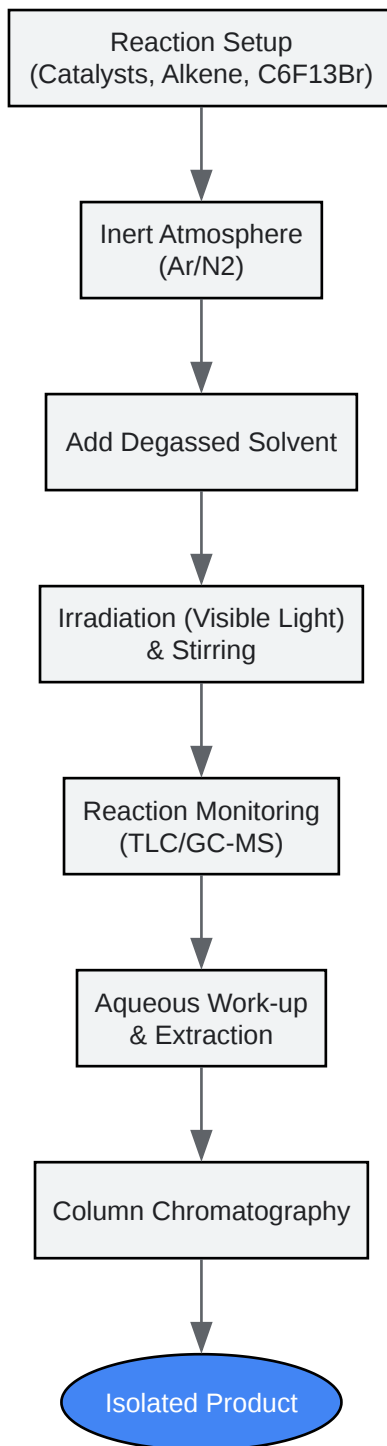 Reaction Setup
(Catalysts, Alkene, C6F13Br)
Inert Atmosphere
(Ar/N2)
Add Degassed Solvent
Irradiation (Visible Light)
& Stirring
Reaction Monitoring
(TLC/GC-MS)
Aqueous Work-up
& Extraction
Column Chromatography
Isolated Product